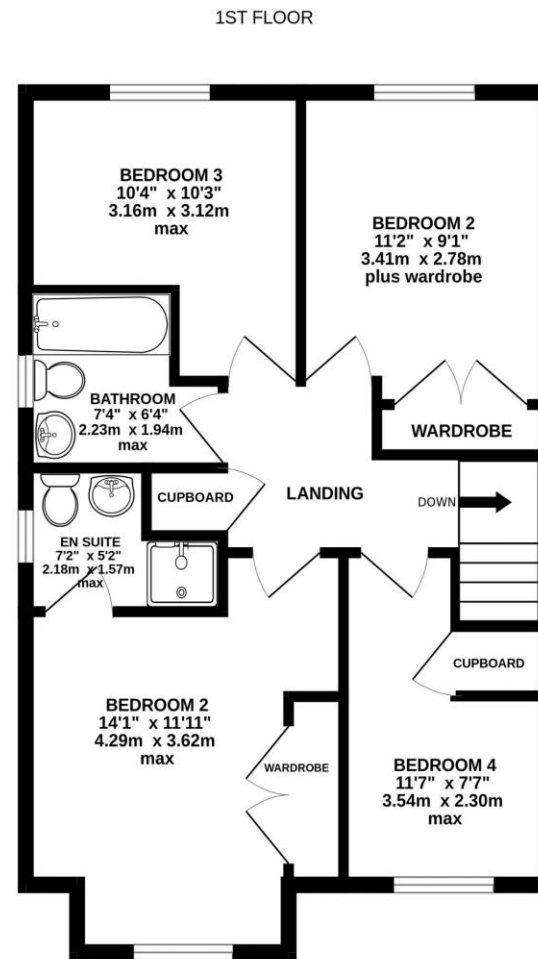 1ST FLOOR
BEDROOM 3
10'4" x 10'3"
3.16m x 3.12m
max
BEDROOM 2
11'2" x 9'1"
3.41m x 2.78m
plus wardrobe
BATHROOM
7'4" x 6'4"
2.23m x 1.94m
max
WARDROBE
CUPBOARD
LANDING
DOWN
EN SUITE
7'2" x 5'2"
2.18m x 1.57m
max
CUPBOARD
BEDROOM 2
14'1" x 11'11"
4.29m x 3.62m
max
WARDROBE
BEDROOM 4
11'7" x 7'7"
3.54m x 2.30m
max